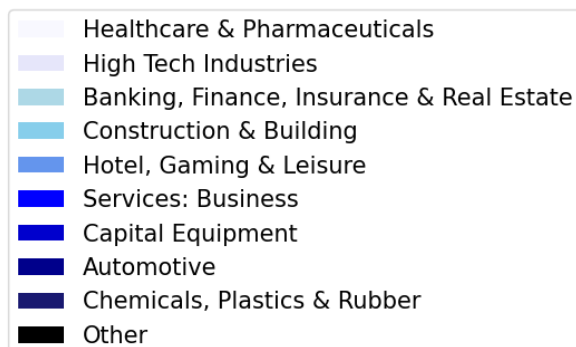 Healthcare & Pharmaceuticals
High Tech Industries
Banking, Finance, Insurance & Real Estate
Construction & Building
Hotel, Gaming & Leisure
Services: Business
Capital Equipment
Automotive
Chemicals, Plastics & Rubber
Other